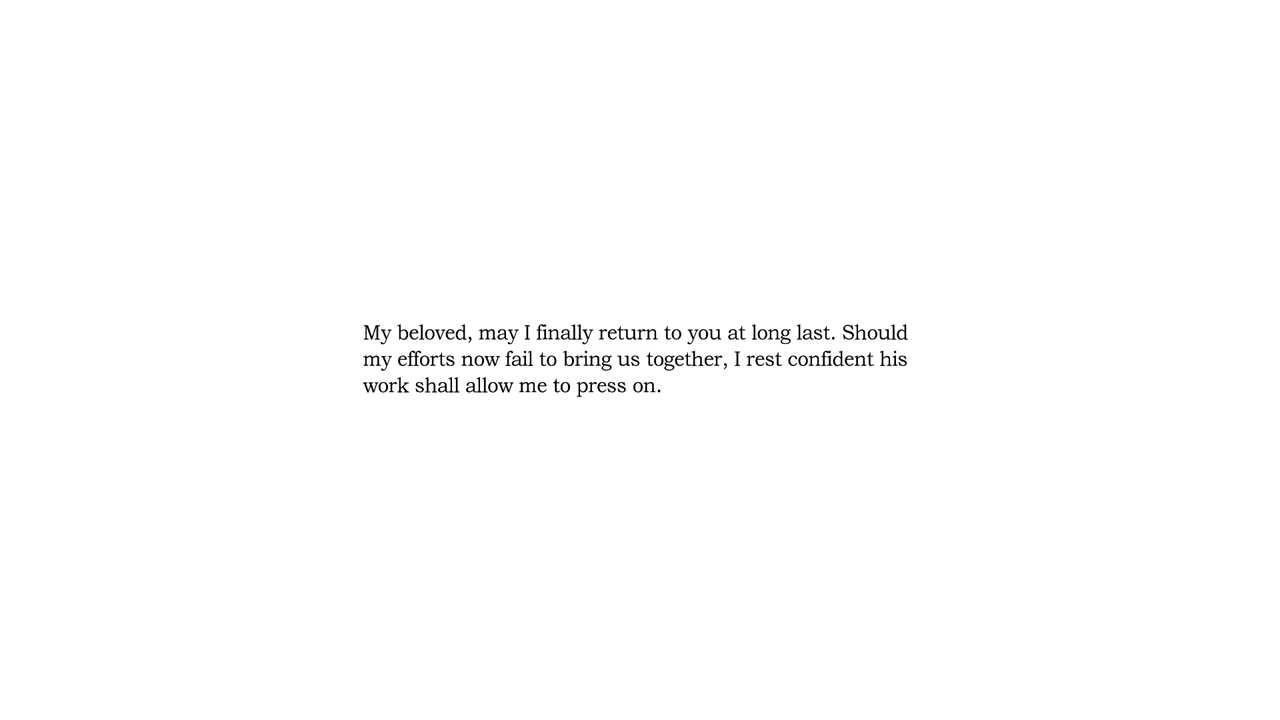 My beloved, may I finally return to you at long last. Should
my efforts now fail to bring us together, I rest confident his
work shall allow me to press on.